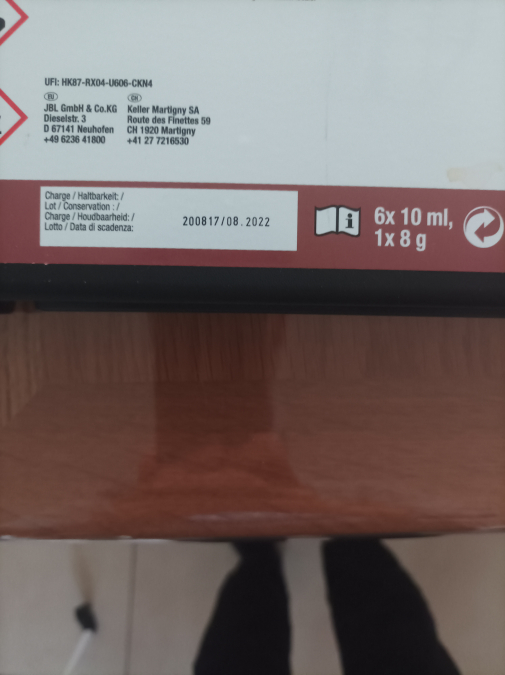 UFI: HK87-RX04-U606-CKN4
EU
CH
JBL GmbH & Co.KG
Dieselstr. 3
D 67141 Neuhofen
+49 6236 41800
Keller Martigny SA
Route des Finettes 59
CH 1920 Martigny
+41 27 7216530
Charge / Haltbarkeit: /
Lot / Conservation : /
Charge / Houdbaarheid: /
Lotto / Data di scadenza:
200817/08.2022
i
6x 10 ml,
1x 8 g